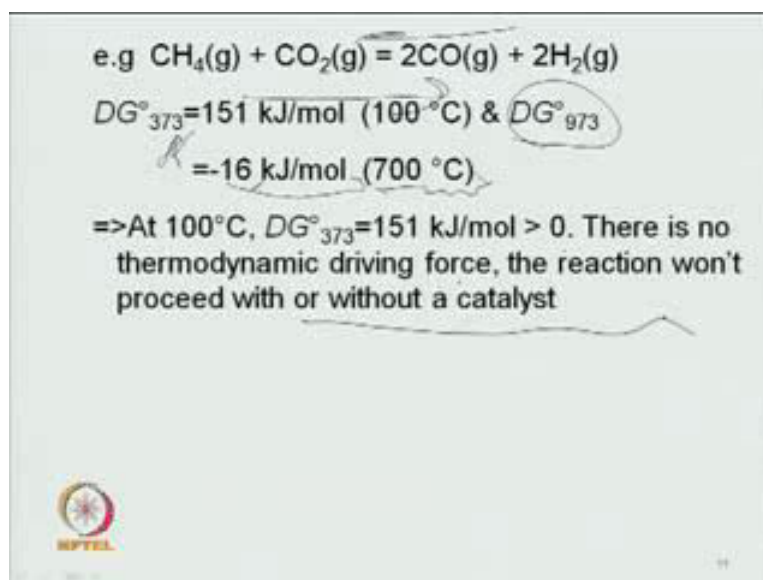 e.g CH₄(g) + CO₂(g) = 2CO(g) + 2H₂(g)
DG°₃₇₃=151 kJ/mol (100 °C) & DG°₉₇₃
=-16 kJ/mol (700 °C)
=>At 100°C, DG°₃₇₃=151 kJ/mol > 0. There is no
thermodynamic driving force, the reaction won't
proceed with or without a catalyst
NPTEL